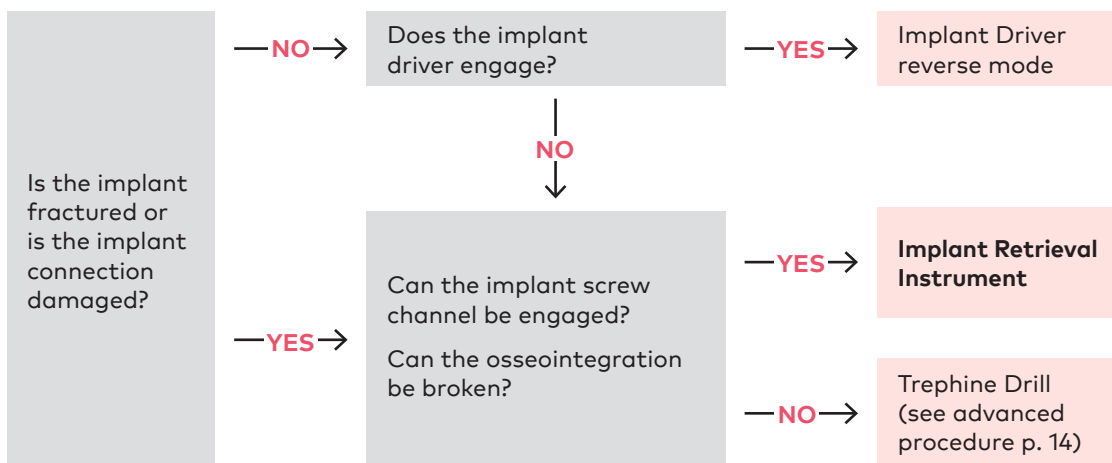 Is the implant
fractured or
is the implant
connection
damaged?
NO
Does the implant
driver engage?
YES
Implant Driver
reverse mode
NO
YES
Can the implant screw
channel be engaged?
Can the osseointegration
be broken?
YES
Implant Retrieval
Instrument
NO
Trephine Drill
(see advanced
procedure p. 14)